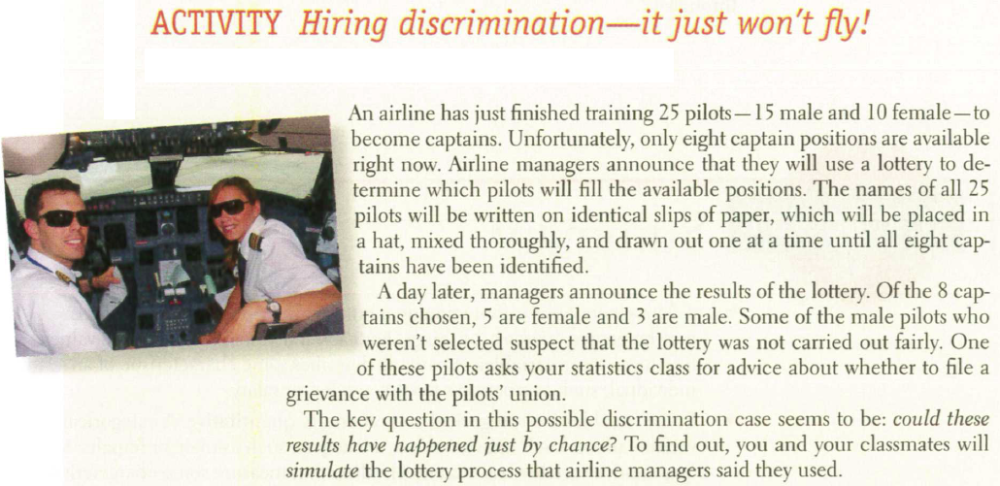 ACTIVITY Hiring discrimination—it just won't fly!
An airline has just finished training 25 pilots—15 male and 10 female—to
become captains. Unfortunately, only eight captain positions are available
right now. Airline managers announce that they will use a lottery to de-
termine which pilots will fill the available positions. The names of all 25
pilots will be written on identical slips of paper, which will be placed in
a hat, mixed thoroughly, and drawn out one at a time until all eight cap-
tains have been identified.
A day later, managers announce the results of the lottery. Of the 8 cap-
tains chosen, 5 are female and 3 are male. Some of the male pilots who
weren't selected suspect that the lottery was not carried out fairly. One
of these pilots asks your statistics class for advice about whether to file a
grievance with the pilots' union.
The key question in this possible discrimination case seems to be: could these
results have happened just by chance? To find out, you and your classmates will
simulate the lottery process that airline managers said they used.